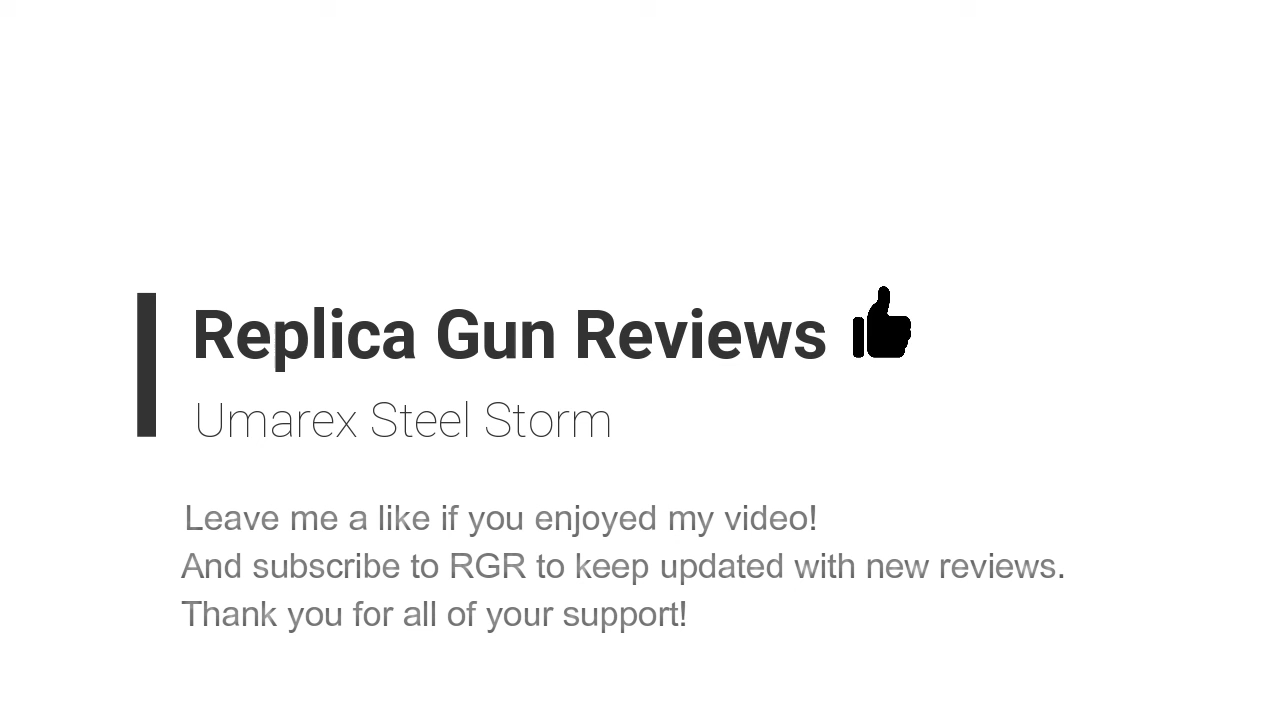 Replica Gun Reviews
Umarex Steel Storm
Leave me a like if you enjoyed my video!
And subscribe to RGR to keep updated with new reviews.
Thank you for all of your support!